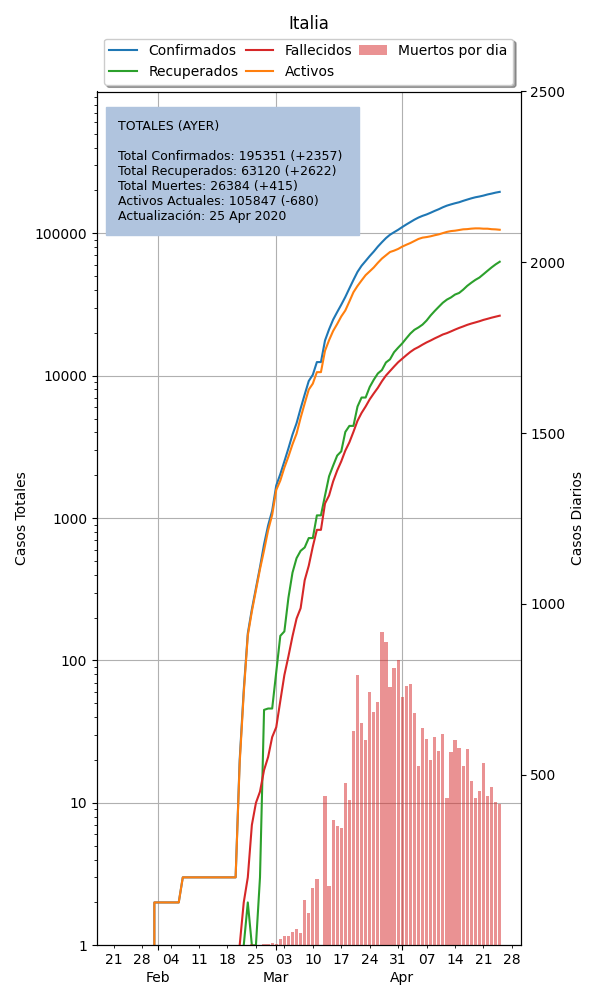 Italia
Confirmados Fallecidos Muertos por dia
Recuperados Activos
TOTALES (AYER)
Total Confirmados: 195351 (+2357)
Total Recuperados: 63120 (+2622)
Total Muertes: 26384 (+415)
Activos Actuales: 105847 (-680)
Actualización: 25 Apr 2020
Casos Totales
100000
10000
1000
100
10
1
2500
2000
1500
1000
500
Casos Diarios
21 28 04 11 18 25 03 10 17 24 31 07 14 21 28
Feb Mar Apr